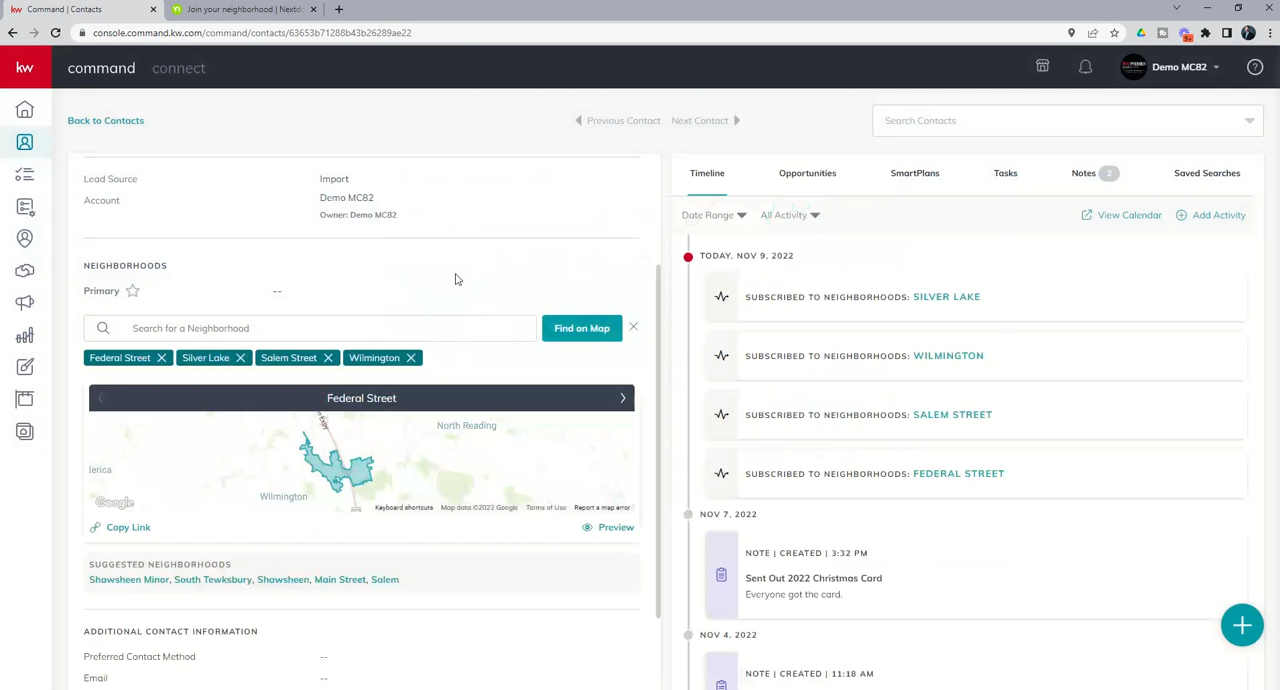 kw Command | Contacts
Join your neighborhood | Nextd
console.command.kw.com/command/contacts/63653b71288b43b26289ae22
9+
kw
command connect
Demo MC82
Back to Contacts
Previous Contact Next Contact
Search Contacts
Lead Source Import
Account Demo MC82
Owner: Demo MC82
NEIGHBORHOODS
Primary --
Search for a Neighborhood
Find on Map
Federal Street Silver Lake Salem Street Wilmington
Federal Street
North Reading
lerica
Wilmington
Google
Keyboard shortcuts Map data ©2022 Google Terms of Use Report a map error
Copy Link Preview
SUGGESTED NEIGHBORHOODS
Shawsheen Minor, South Tewksbury, Shawsheen, Main Street, Salem
ADDITIONAL CONTACT INFORMATION
Preferred Contact Method --
Email --
Timeline Opportunities SmartPlans Tasks Notes 2 Saved Searches
Date Range All Activity View Calendar Add Activity
TODAY, NOV 9, 2022
SUBSCRIBED TO NEIGHBORHOODS: SILVER LAKE
SUBSCRIBED TO NEIGHBORHOODS: WILMINGTON
SUBSCRIBED TO NEIGHBORHOODS: SALEM STREET
SUBSCRIBED TO NEIGHBORHOODS: FEDERAL STREET
NOV 7, 2022
NOTE | CREATED | 3:32 PM
Sent Out 2022 Christmas Card
Everyone got the card.
NOV 4, 2022
NOTE | CREATED | 11:18 AM